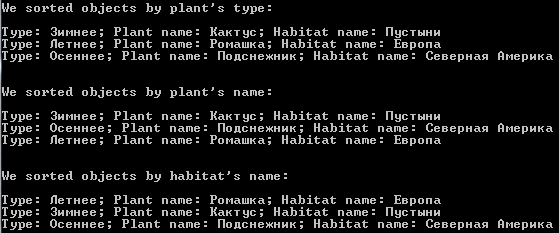 We sorted objects by plant's type:
Type: Зимнее; Plant name: Кактус; Habitat name: Пустыни
Type: Летнее; Plant name: Ромашка; Habitat name: Европа
Type: Осеннее; Plant name: Подснежник; Habitat name: Северная Америка
We sorted objects by plant's name:
Type: Зимнее; Plant name: Кактус; Habitat name: Пустыни
Type: Осеннее; Plant name: Подснежник; Habitat name: Северная Америка
Type: Летнее; Plant name: Ромашка; Habitat name: Европа
We sorted objects by habitat's name:
Type: Летнее; Plant name: Ромашка; Habitat name: Европа
Type: Зимнее; Plant name: Кактус; Habitat name: Пустыни
Type: Осеннее; Plant name: Подснежник; Habitat name: Северная Америка